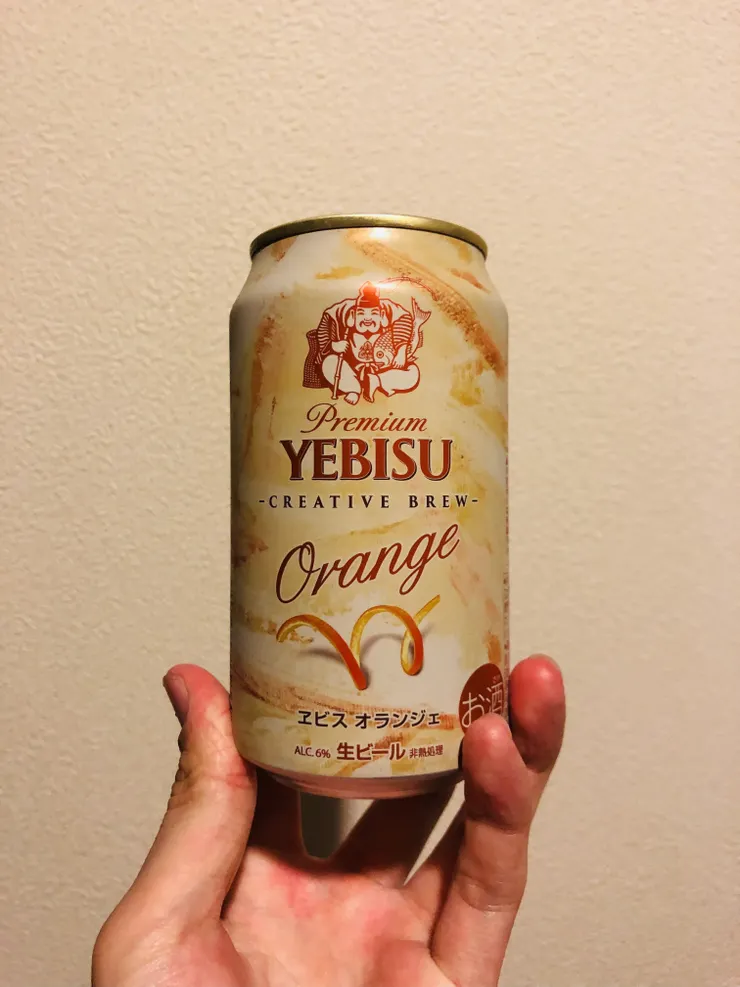 Premium
YEBISU
-CREATIVE BREW-
Orange
ヱビス オランジェ
お酒
ALC.6% 生ビール 非熱処理